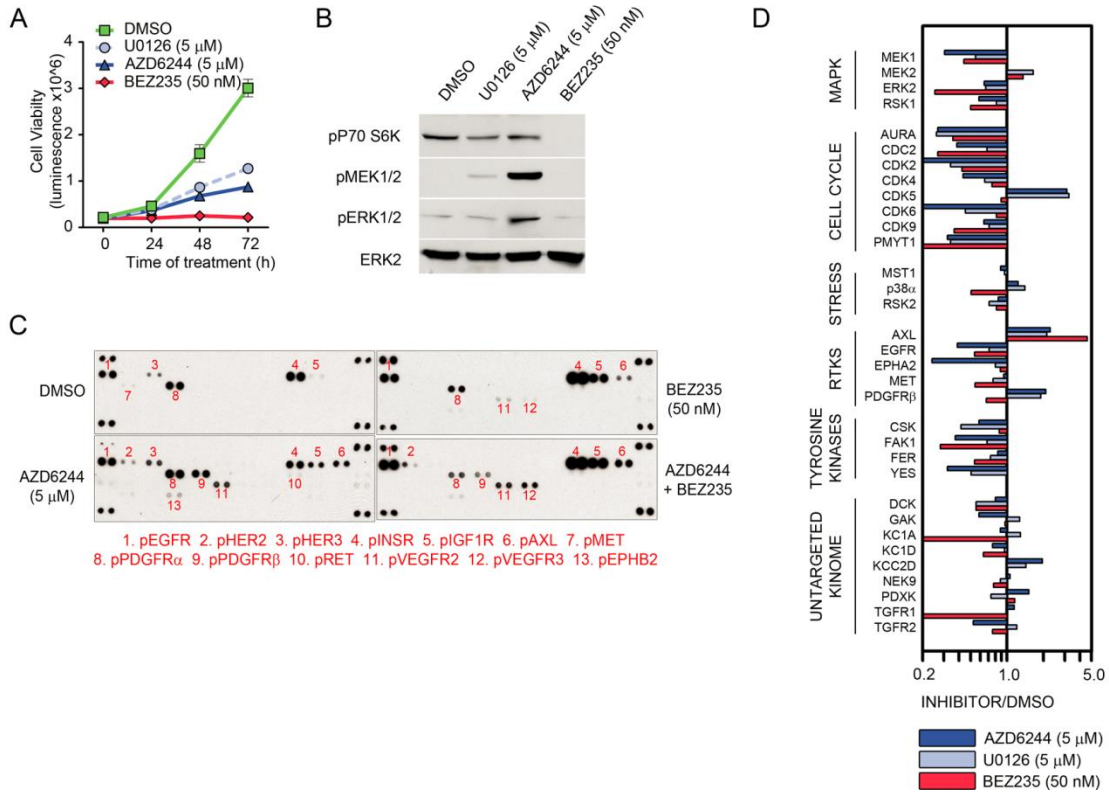 A
DMSO
U0126 (5 µM)
AZD6244 (5 µM)
BEZ235 (50 nM)
Cell Viability
(luminescence x10^6)
4
3
2
1
0
0 24 48 72
Time of treatment (h)
B
DMSO
U0126 (5 µM)
AZD6244 (5 µM)
BEZ235 (50 nM)
pP70 S6K
pMEK1/2
pERK1/2
ERK2
C
DMSO
1 3 4 5
7 8
BEZ235
(50 nM)
1 4 5 6
8 11 12
AZD6244
(5 µM)
1 2 3 4 5 6
8 9 10
11
13
AZD6244
+ BEZ235
1 2 4 5 6
8 9 11 12
1. pEGFR 2. pHER2 3. pHER3 4. pINSR 5. pIGF1R 6. pAXL 7. pMET
8. pPDGFRα 9. pPDGFRβ 10. pRET 11. pVEGFR2 12. pVEGFR3 13. pEPHB2
D
MAPK
MEK1
MEK2
ERK2
RSK1
CELL CYCLE
AURA
CDC2
CDK2
CDK4
CDK5
CDK6
CDK9
PMYT1
STRESS
MST1
p38α
RSK2
RTKS
AXL
EGFR
EPHA2
MET
PDGFRβ
TYROSINE
KINASES
CSK
FAK1
FER
YES
UNTARGETED
KINOME
DCK
GAK
KC1A
KC1D
KCC2D
NEK9
PDXK
TGFR1
TGFR2
0.2 1.0 5.0
INHIBITOR/DMSO
AZD6244 (5 µM)
U0126 (5 µM)
BEZ235 (50 nM)